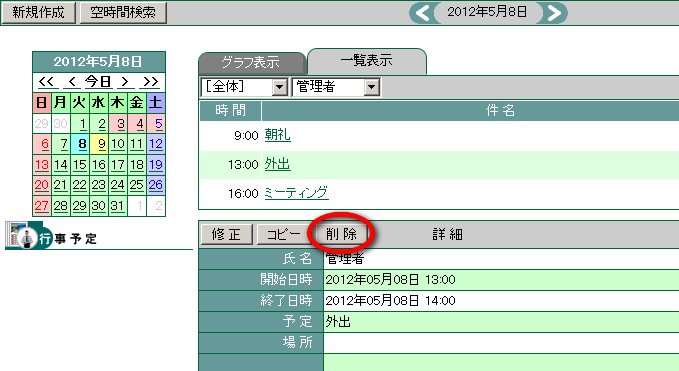 新規作成 空時間検索 2012年5月8日
2012年5月8日
<< < 今日 > >>
日 月 火 水 木 金 土
29 30 1 2 3 4 5
6 7 8 9 10 11 12
13 14 15 16 17 18 19
20 21 22 23 24 25 26
27 28 29 30 31 1 2
行事予定
グラフ表示 一覧表示
[全体] 管理者
時間 件名
9:00 朝礼
13:00 外出
16:00 ミーティング
修正 コピー 削除 詳細
氏名 管理者
開始日時 2012年05月08日 13:00
終了日時 2012年05月08日 14:00
予定 外出
場所